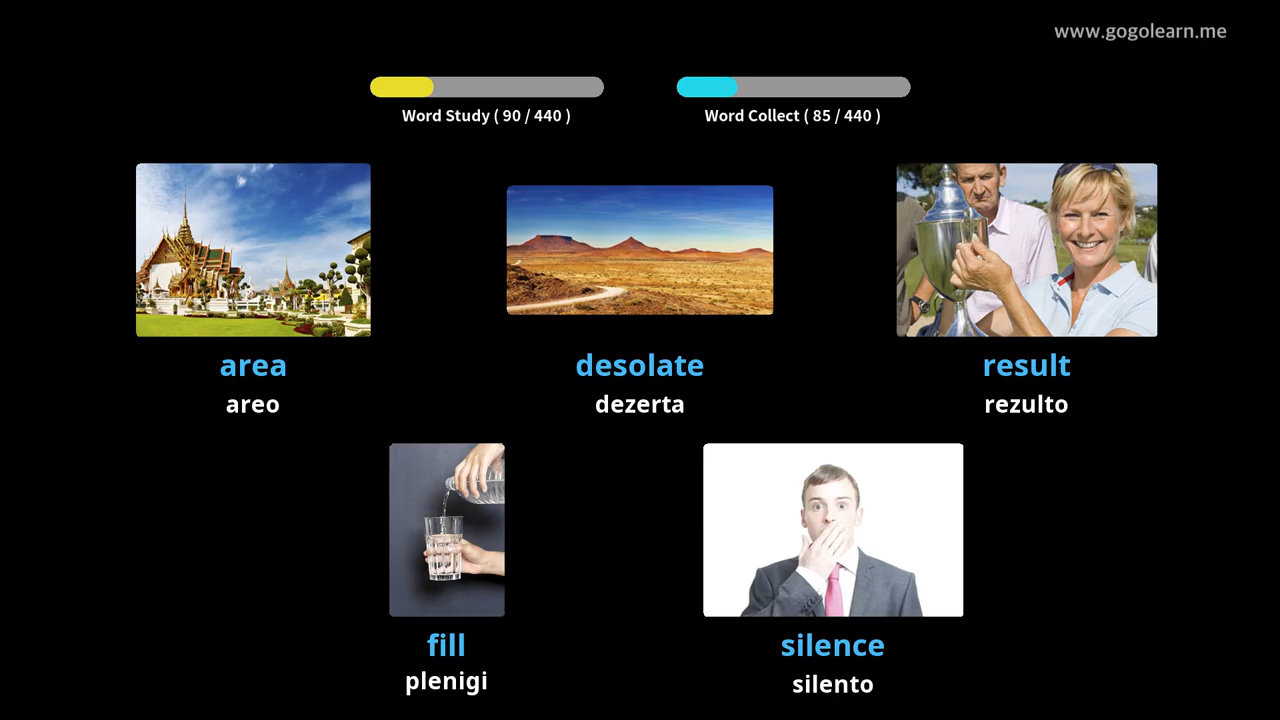 www.gogolearn.me
Word Study ( 90 / 440 )
Word Collect ( 85 / 440 )
area
areo
desolate
dezerta
result
rezulto
fill
plenigi
silence
silento